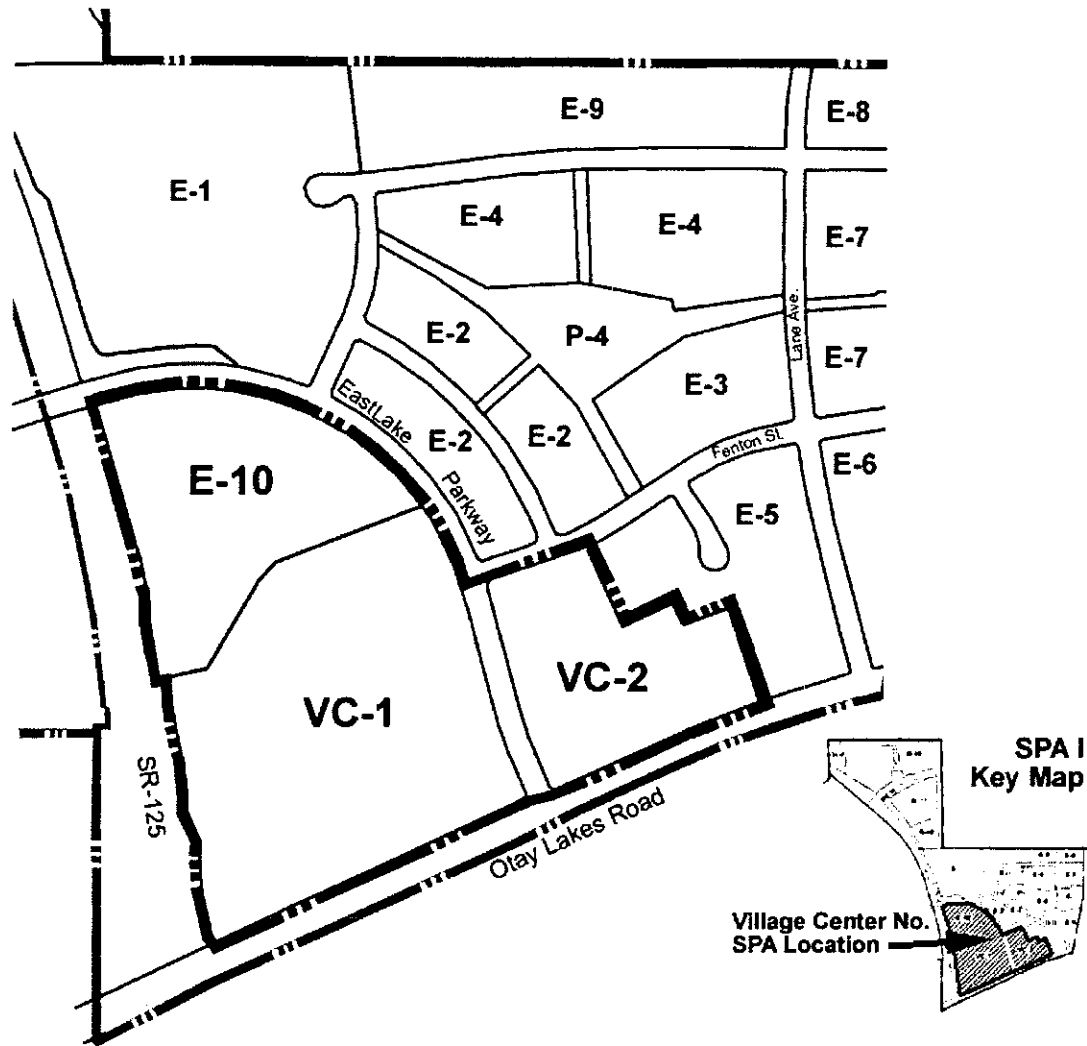 E-9
E-8
E-1
E-4
E-4
E-7
E-2
P-4
Lane Ave.
E-3
E-7
EastLake
Parkway
E-2
E-2
Fenton St.
E-6
E-10
E-5
VC-2
VC-1
SR-125
Otay Lakes Road
SPA I
Key Map
Village Center No.
SPA Location